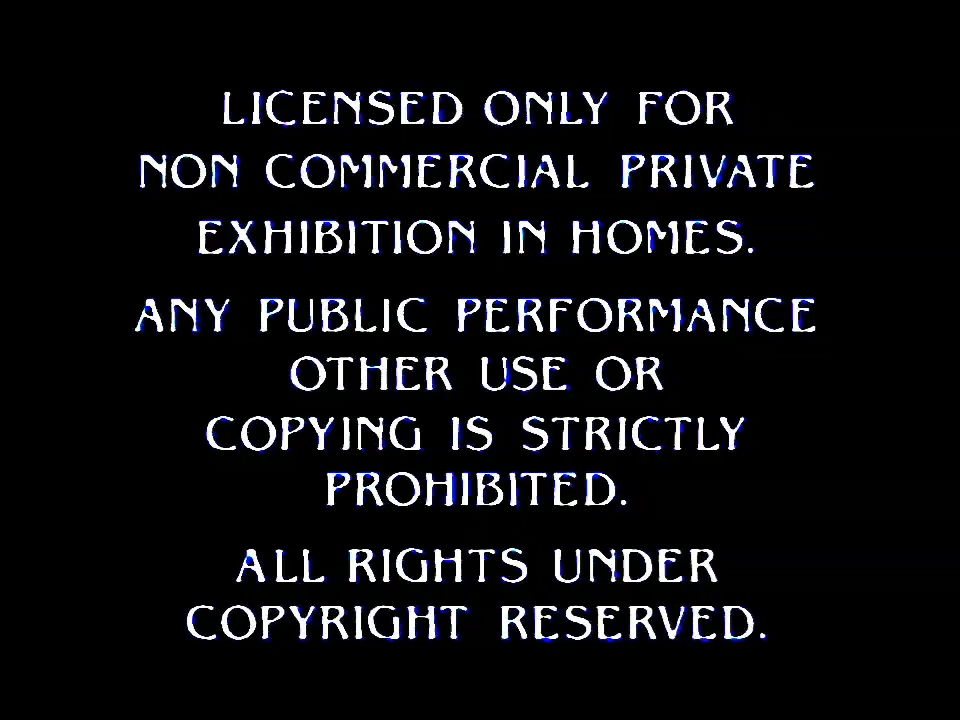 LICENSED ONLY FOR
NON COMMERCIAL PRIVATE
EXHIBITION IN HOMES.
ANY PUBLIC PERFORMANCE
OTHER USE OR
COPYING IS STRICTLY
PROHIBITED.
ALL RIGHTS UNDER
COPYRIGHT RESERVED.